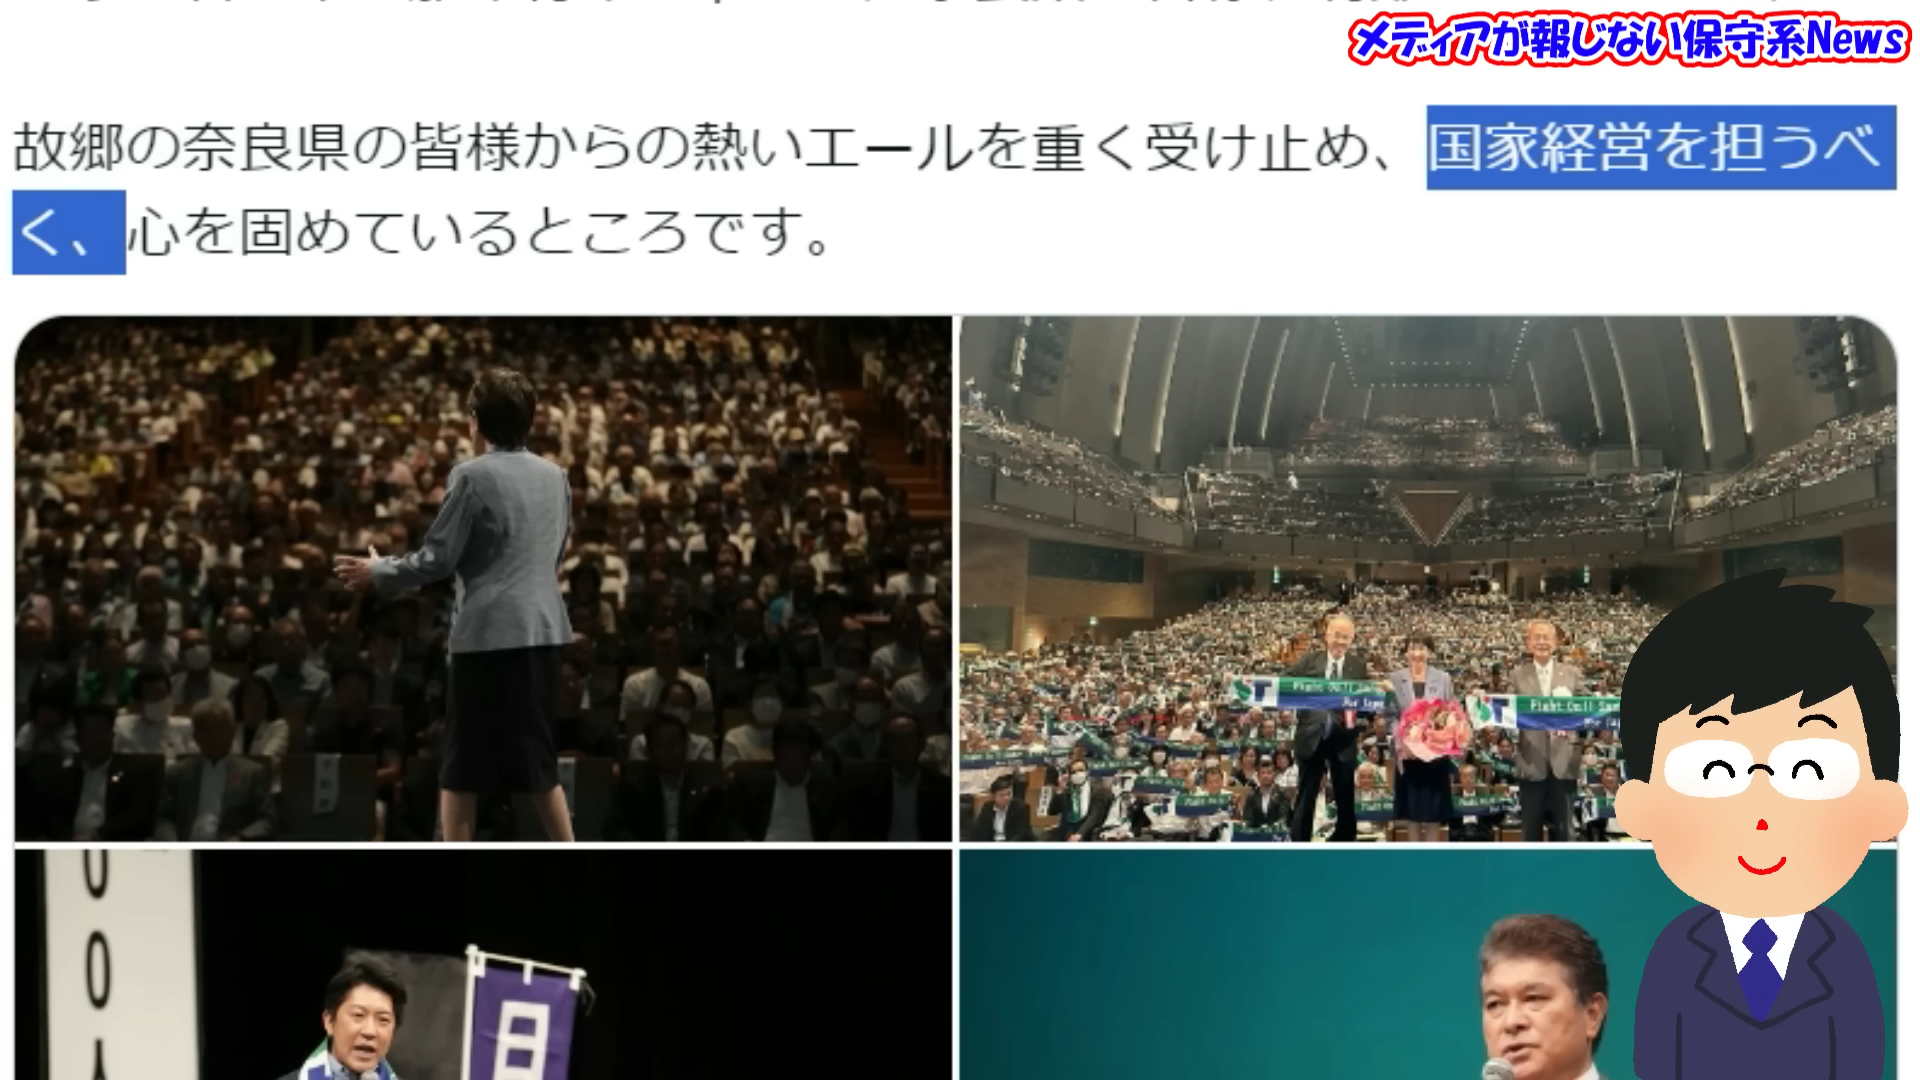 メディアが報じない保守系News
故郷の奈良県の皆様からの熱いエールを重く受け止め、国家経営を担うべ
く、心を固めているところです。
ST
ST
日